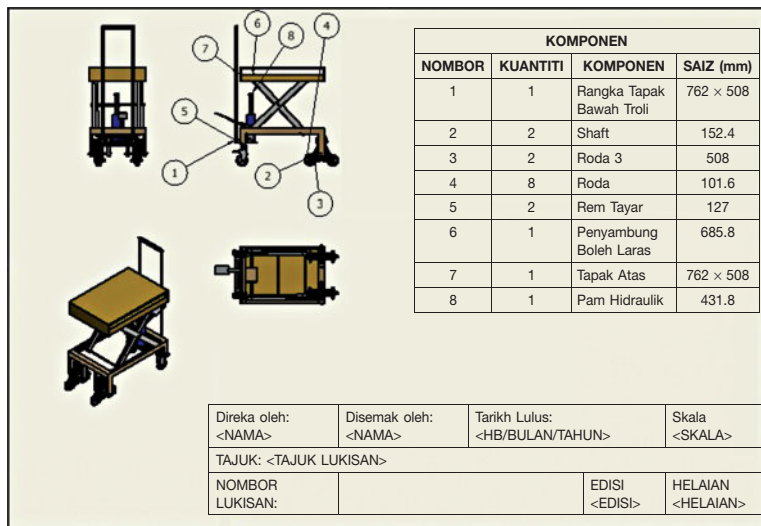 6
4
7
8
5
1
2
3
KOMPONEN
NOMBOR KUANTITI KOMPONEN SAIZ (mm)
1 1 Rangka Tapak 762 × 508
Bawah Troli
2 2 Shaft 152.4
3 2 Roda 3 508
4 8 Roda 101.6
5 2 Rem Tayar 127
6 1 Penyambung 685.8
Boleh Laras
7 1 Tapak Atas 762 × 508
8 1 Pam Hidraulik 431.8
Direka oleh: Disemak oleh: Tarikh Lulus: Skala
<NAMA> <NAMA> <HB/BULAN/TAHUN> <SKALA>
TAJUK: <TAJUK LUKISAN>
NOMBOR EDISI HELAIAN
LUKISAN: <EDISI> <HELAIAN>